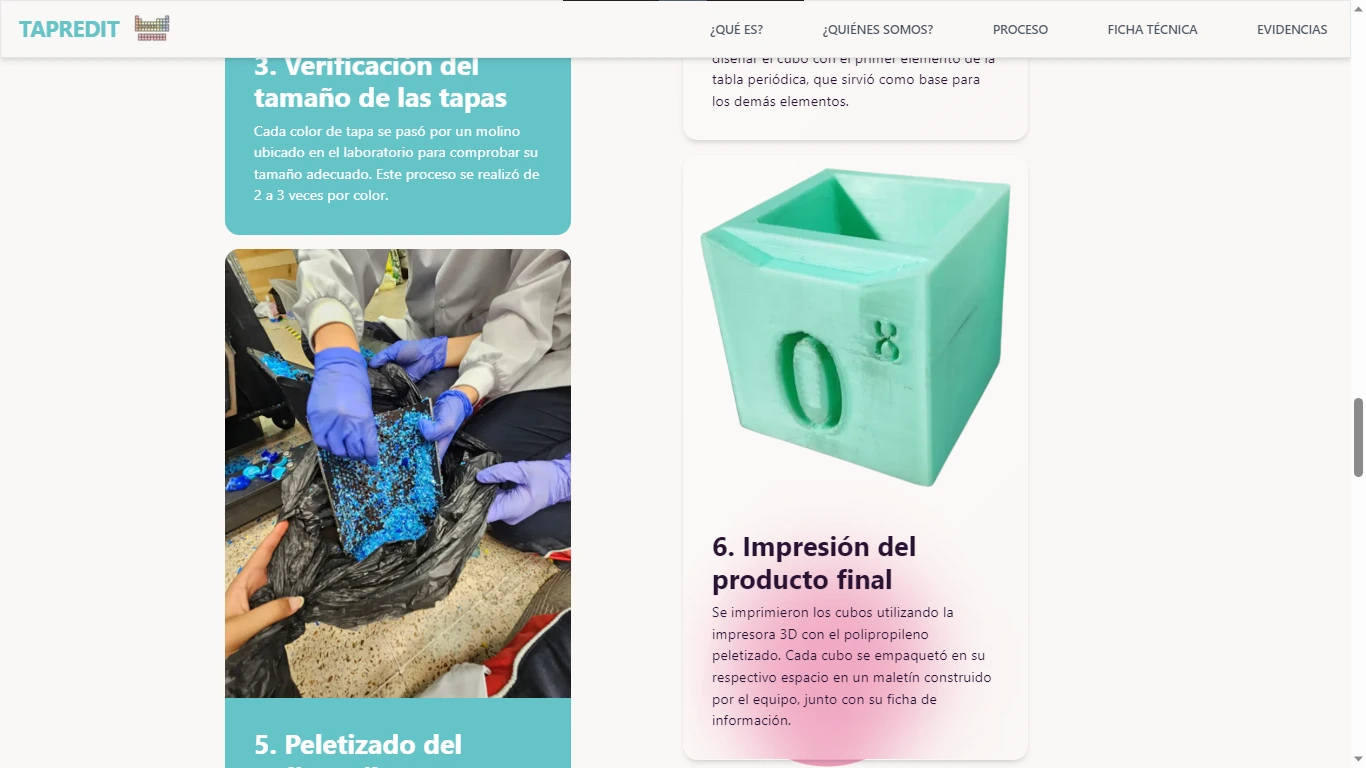 TAPREDIT
¿QUÉ ES?
¿QUIÉNES SOMOS?
PROCESO
FICHA TÉCNICA
EVIDENCIAS
3. Verificación del
tamaño de las tapas
Cada color de tapa se pasó por un molino
ubicado en el laboratorio para comprobar su
tamaño adecuado. Este proceso se realizó de
2 a 3 veces por color.
5. Peletizado del
diseñar el cubo con el primer elemento de la
tabla periódica, que sirvió como base para
los demás elementos.
O
8
6. Impresión del
producto final
Se imprimieron los cubos utilizando la
impresora 3D con el polipropileno
peletizado. Cada cubo se empaquetó en su
respectivo espacio en un maletín construido
por el equipo, junto con su ficha de
información.